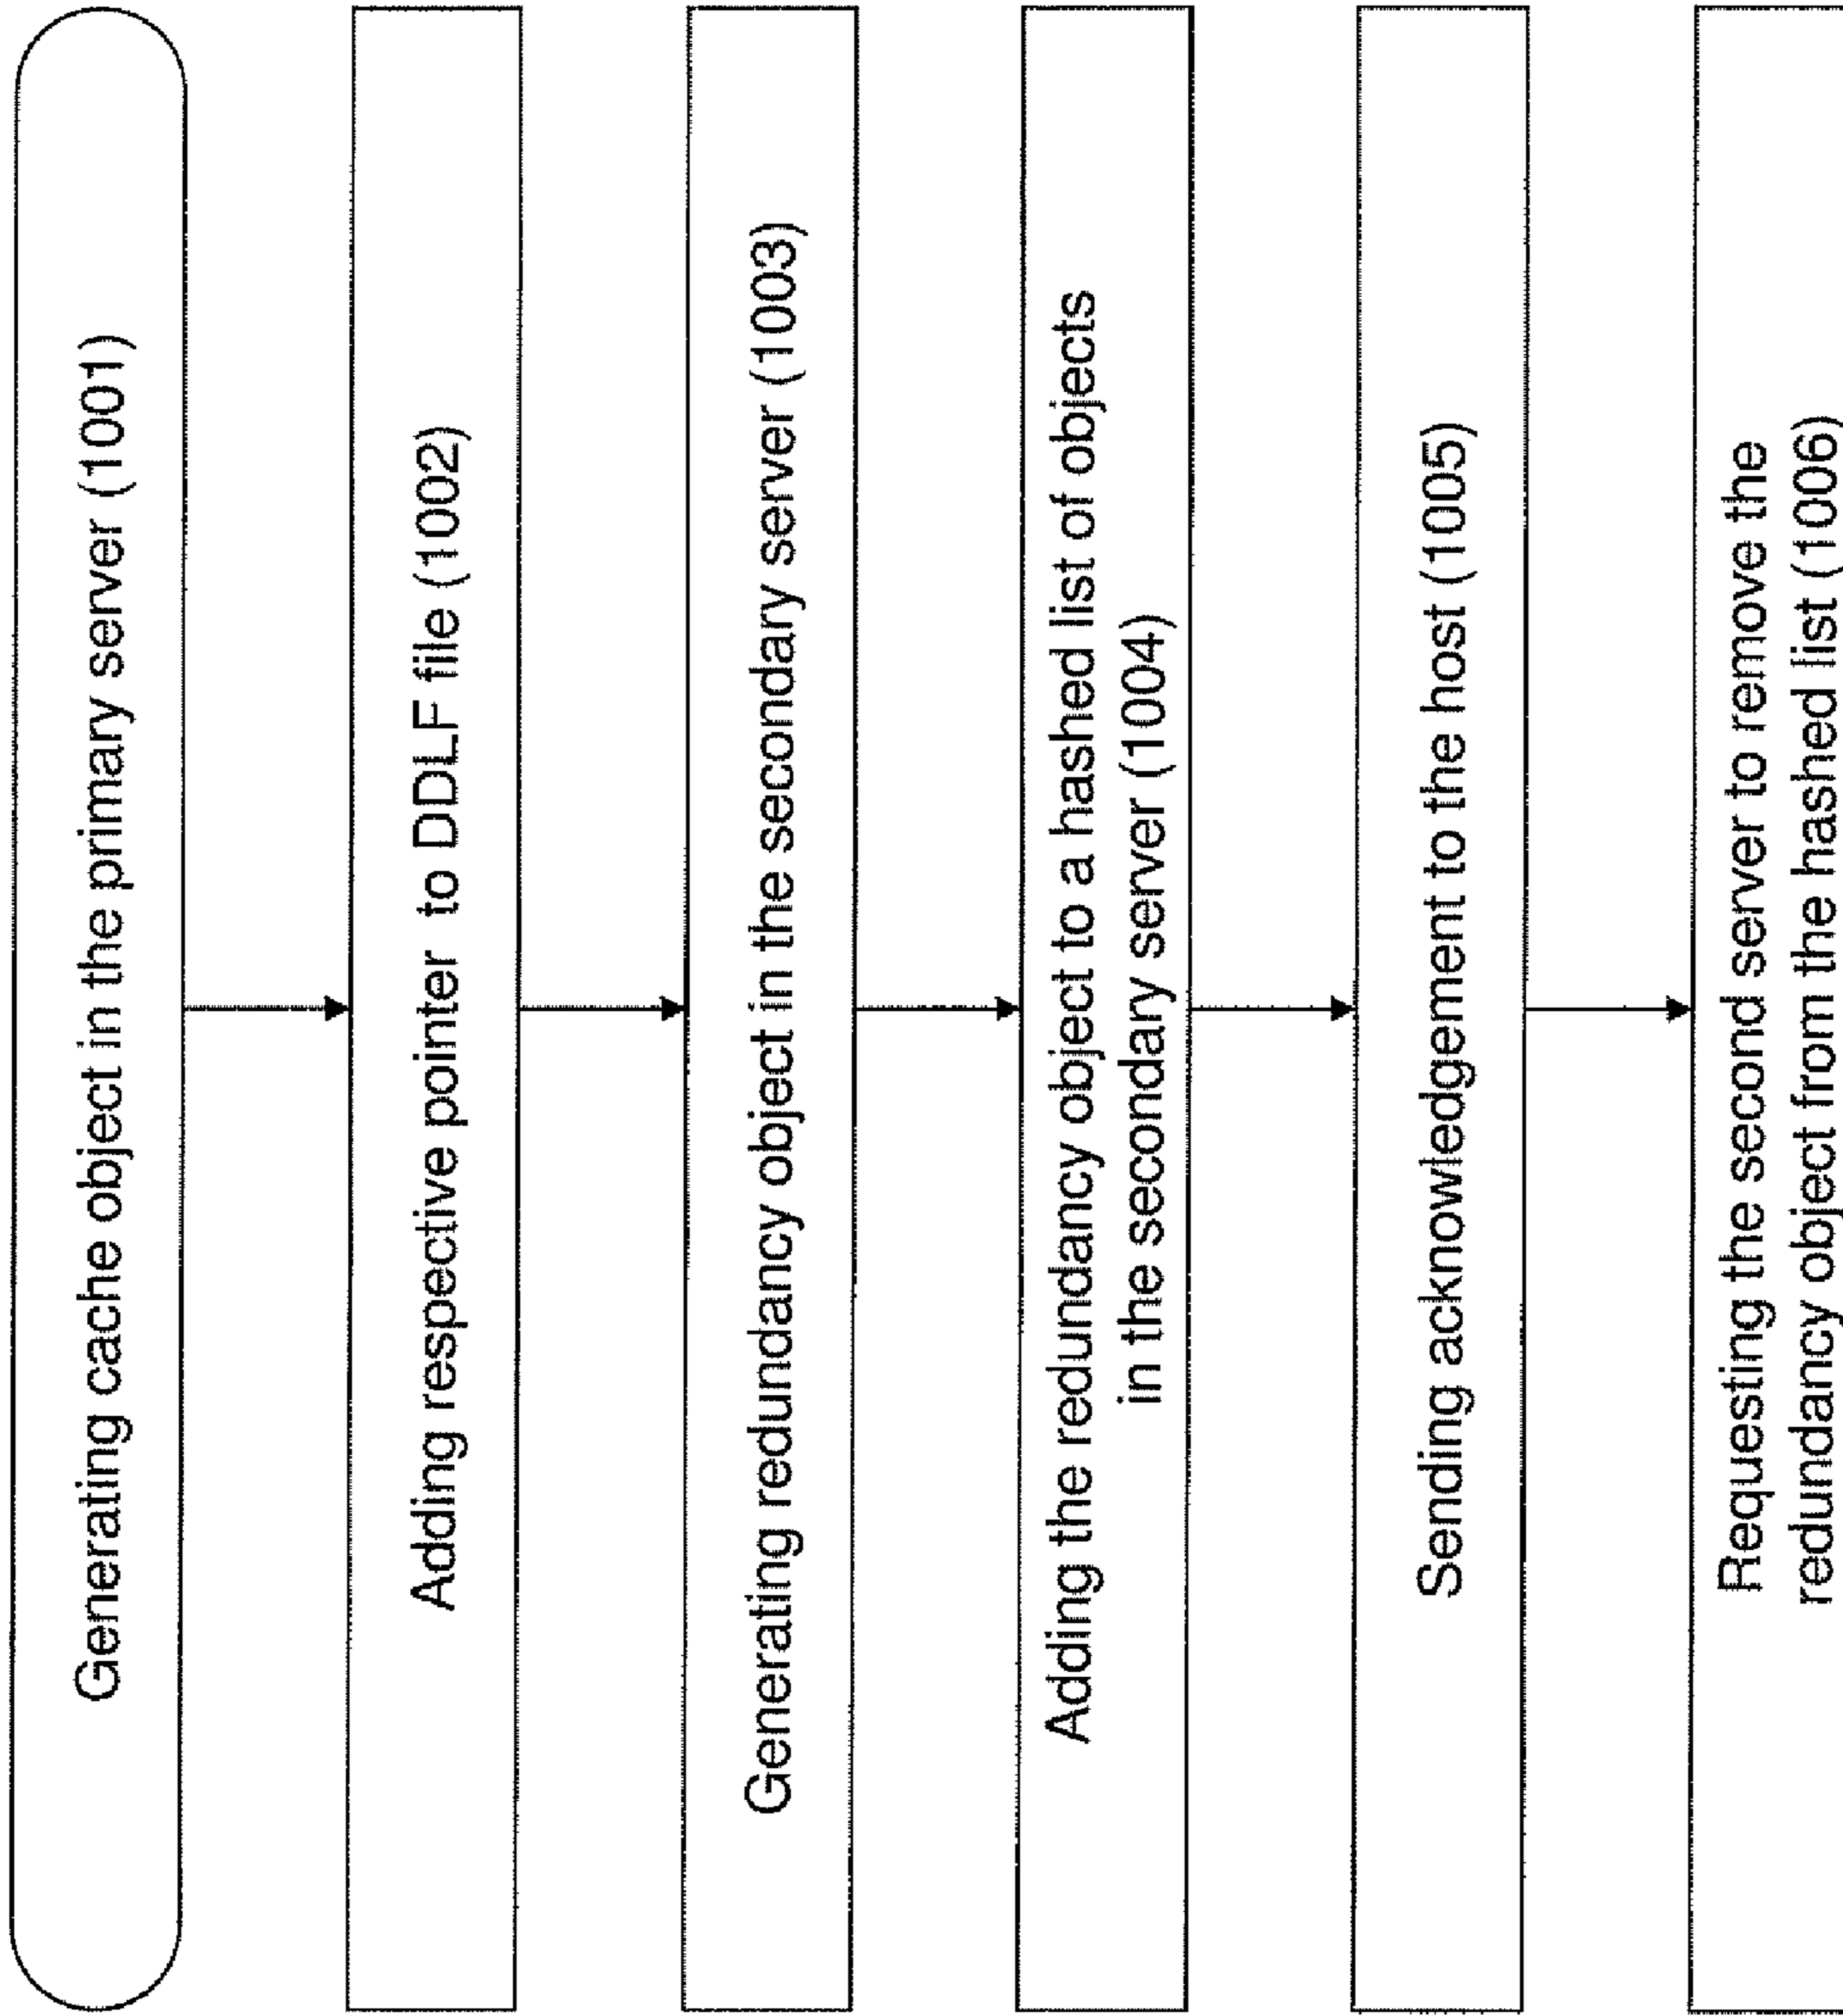 Generating cache object in the primary server (1001)
Adding respective pointer to DDLF file (1002)
Generating redundancy object in the secondary server (1003)
Adding the redundancy object to a hashed list of objects
in the secondary server (1004)
Sending acknowledgement to the host (1005)
Requesting the second server to remove the
redundancy object from the hashed list (1006)